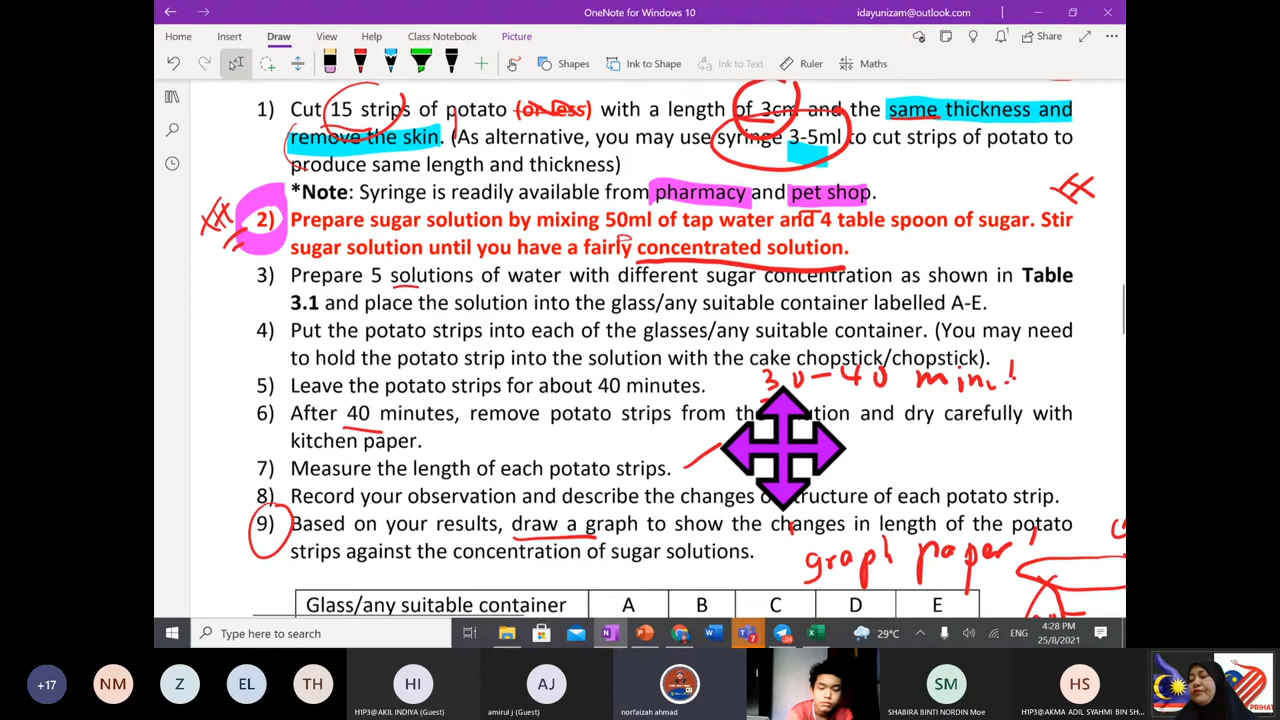 OneNote for Windows 10
idayunizam@outlook.com
Home Insert Draw View Help Class Notebook Picture
Share
Shapes Ink to Shape Ink to Text Ruler Maths
1) Cut 15 strips of potato (or less) with a length of 3cm and the same thickness and
remove the skin. (As alternative, you may use syringe 3-5ml to cut strips of potato to
produce same length and thickness)
*Note: Syringe is readily available from pharmacy and pet shop.
2) Prepare sugar solution by mixing 50ml of tap water and 4 table spoon of sugar. Stir
sugar solution until you have a fairly concentrated solution.
3) Prepare 5 solutions of water with different sugar concentration as shown in Table
3.1 and place the solution into the glass/any suitable container labelled A-E.
4) Put the potato strips into each of the glasses/any suitable container. (You may need
to hold the potato strip into the solution with the cake chopstick/chopstick).
30-40 min!
5) Leave the potato strips for about 40 minutes.
6) After 40 minutes, remove potato strips from the solution and dry carefully with
kitchen paper.
7) Measure the length of each potato strips.
8) Record your observation and describe the changes of structure of each potato strip.
9) Based on your results, draw a graph to show the changes in length of the potato
strips against the concentration of sugar solutions.
graph paper
Glass/any suitable container A B C D E
Type here to search
29°C
ENG
4:28 PM
25/8/2021
+17 NM Z EL TH HI AJ SM HS
H1P3@AKIL INDIYA (Guest) amirul j (Guest) norfaizah ahmad SHABIRA BINTI NORDIN Moe H1P3@AKMA ADIL SYAHMI BIN SH...
PRIHAT